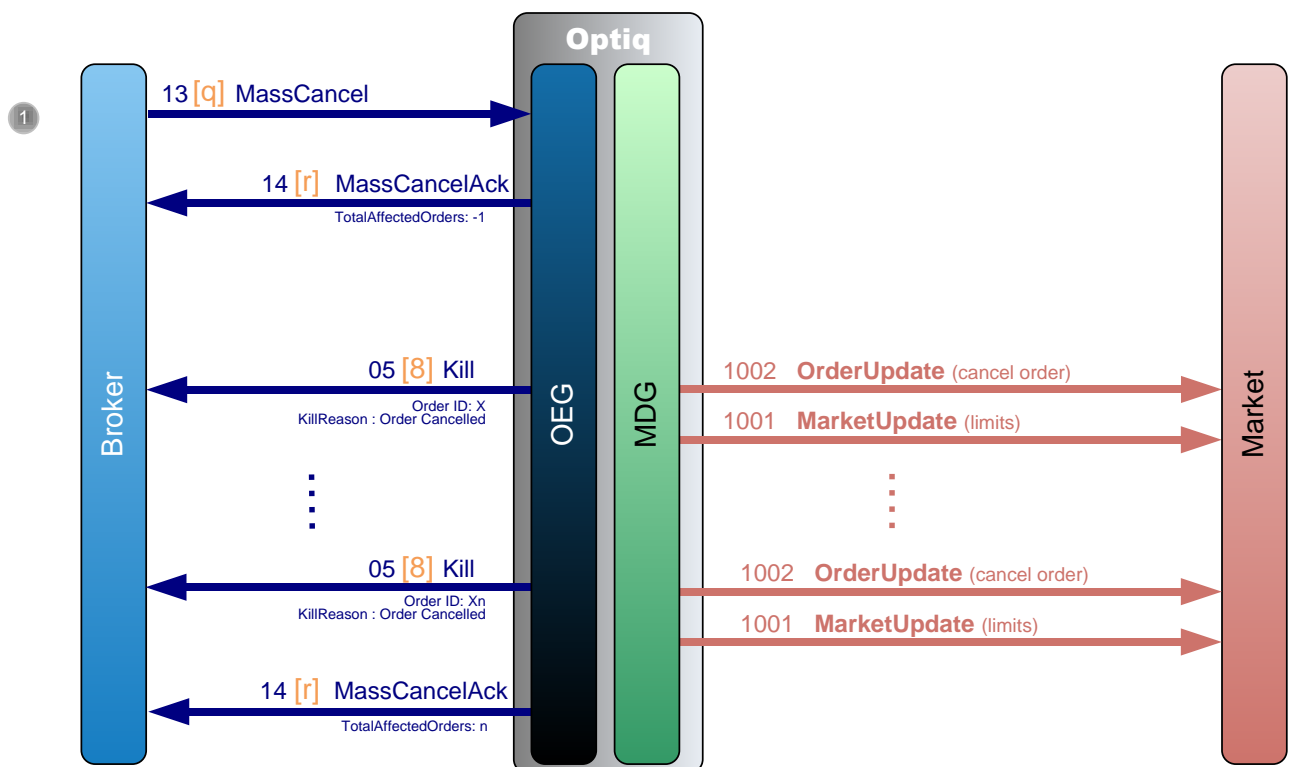 Optiq
1
13 [q] MassCancel
14 [r] MassCancelAck
TotalAffectedOrders: -1
05 [8] Kill
Order ID: X
KillReason : Order Cancelled
1002 OrderUpdate (cancel order)
1001 MarketUpdate (limits)
Broker
OEG
MDG
Market
05 [8] Kill
Order ID: Xn
KillReason : Order Cancelled
1002 OrderUpdate (cancel order)
1001 MarketUpdate (limits)
14 [r] MassCancelAck
TotalAffectedOrders: n